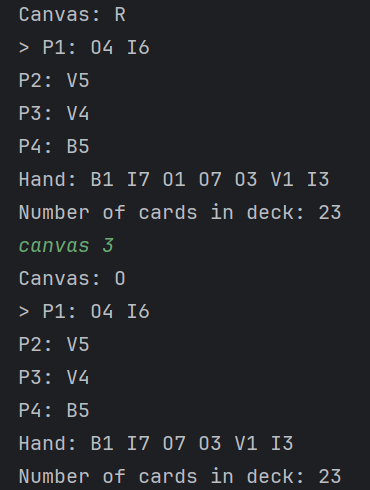 Canvas: R
> P1: O4 I6
P2: V5
P3: V4
P4: B5
Hand: B1 I7 O1 O7 O3 V1 I3
Number of cards in deck: 23
canvas 3
Canvas: O
> P1: O4 I6
P2: V5
P3: V4
P4: B5
Hand: B1 I7 O7 O3 V1 I3
Number of cards in deck: 23